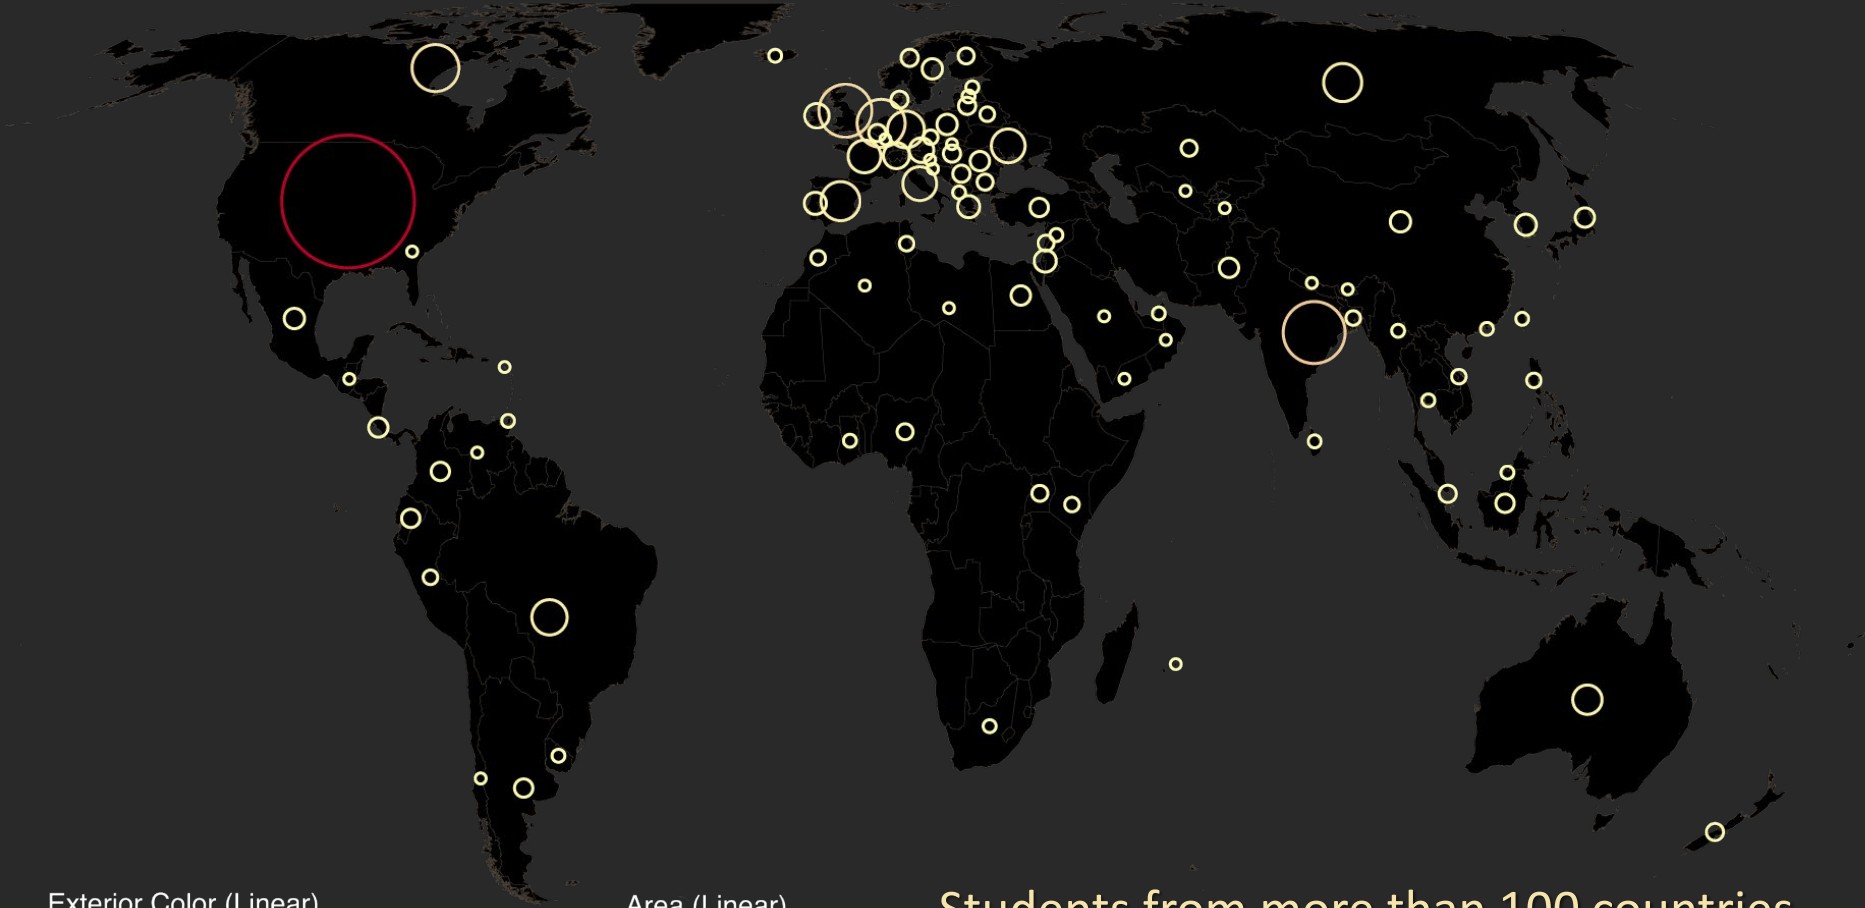 Exterior Color (Linear)
Area (Linear)
Students from more than 100 countries